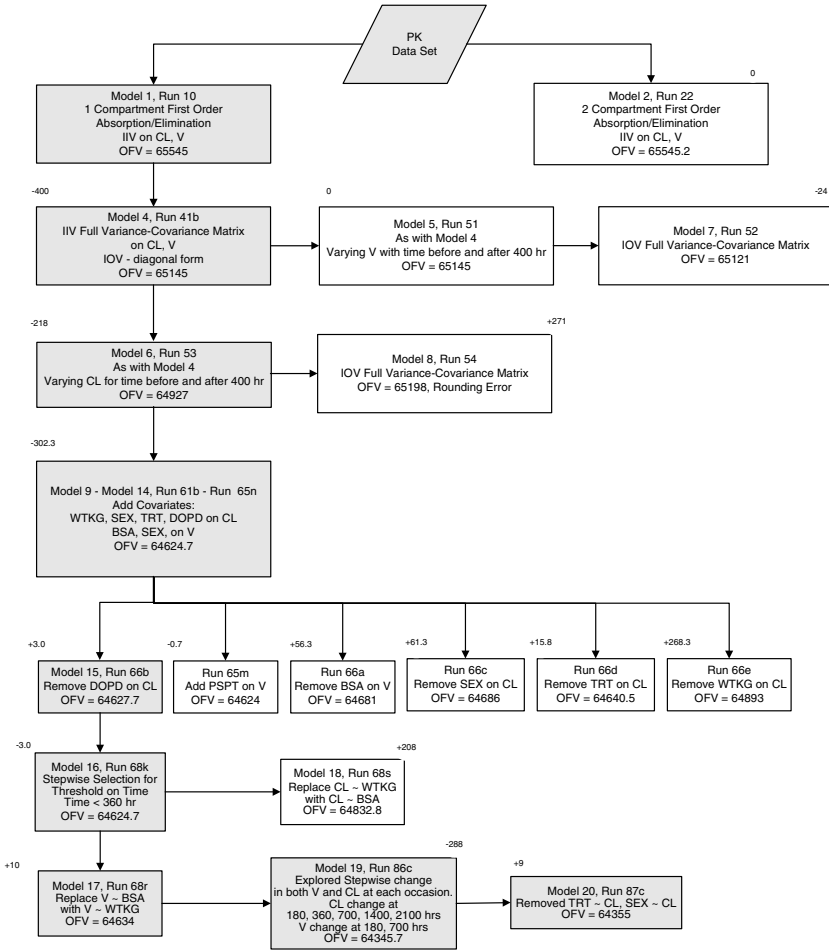 PK
Data Set
0
Model 1, Run 10
1 Compartment First Order
Absorption/Elimination
IIV on CL, V
OFV = 65545
Model 2, Run 22
2 Compartment First Order
Absorption/Elimination
IIV on CL, V
OFV = 65545.2
-400
Model 4, Run 41b
IIV Full Variance-Covariance Matrix
on CL, V
IOV - diagonal form
OFV = 65145
0
Model 5, Run 51
As with Model 4
Varying V with time before and after 400 hr
OFV = 65145
-24
Model 7, Run 52
IOV Full Variance-Covariance Matrix
OFV = 65121
-218
Model 6, Run 53
As with Model 4
Varying CL for time before and after 400 hr
OFV = 64927
+271
Model 8, Run 54
IOV Full Variance-Covariance Matrix
OFV = 65198, Rounding Error
-302.3
Model 9 - Model 14, Run 61b - Run 65n
Add Covariates:
WTKG, SEX, TRT, DOPD on CL
BSA, SEX, on V
OFV = 64624.7
+3.0
Model 15, Run 66b
Remove DOPD on CL
OFV = 64627.7
-0.7
Run 65m
Add PSPT on V
OFV = 64624
+56.3
Run 66a
Remove BSA on V
OFV = 64681
+61.3
Run 66c
Remove SEX on CL
OFV = 64686
+15.8
Run 66d
Remove TRT on CL
OFV = 64640.5
+268.3
Run 66e
Remove WTKG on CL
OFV = 64893
-3.0
Model 16, Run 68k
Stepwise Selection for
Threshold on Time
Time < 360 hr
OFV = 64624.7
+208
Model 18, Run 68s
Replace CL ~ WTKG
with CL ~ BSA
OFV = 64832.8
+10
Model 17, Run 68r
Replace V ~ BSA
with V ~ WTKG
OFV = 64634
-288
Model 19, Run 86c
Explored Stepwise change
in both V and CL at each occasion.
CL change at
180, 360, 700, 1400, 2100 hrs
V change at 180, 700 hrs
OFV = 64345.7
+9
Model 20, Run 87c
Removed TRT ~ CL, SEX ~ CL
OFV = 64355